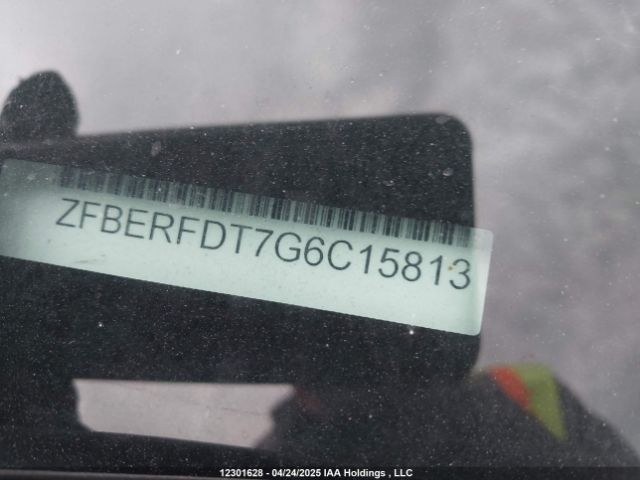 ZFBERFDT7G6C15813
12301628 - 04/24/2025 IAA Holdings , LLC